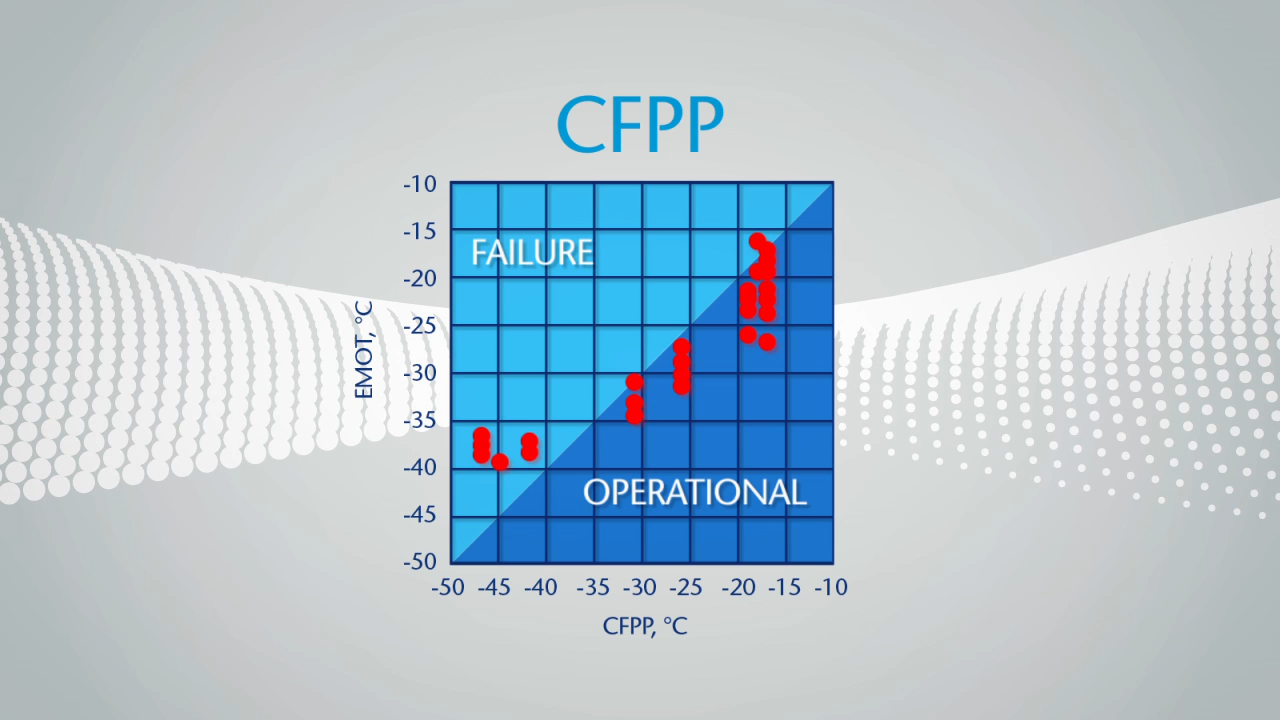 CFPP
-10
-15
FAILURE
-20
-25
EMOT, °C
-30
-35
-40
OPERATIONAL
-45
-50
-50 -45 -40 -35 -30 -25 -20 -15 -10
CFPP, °C